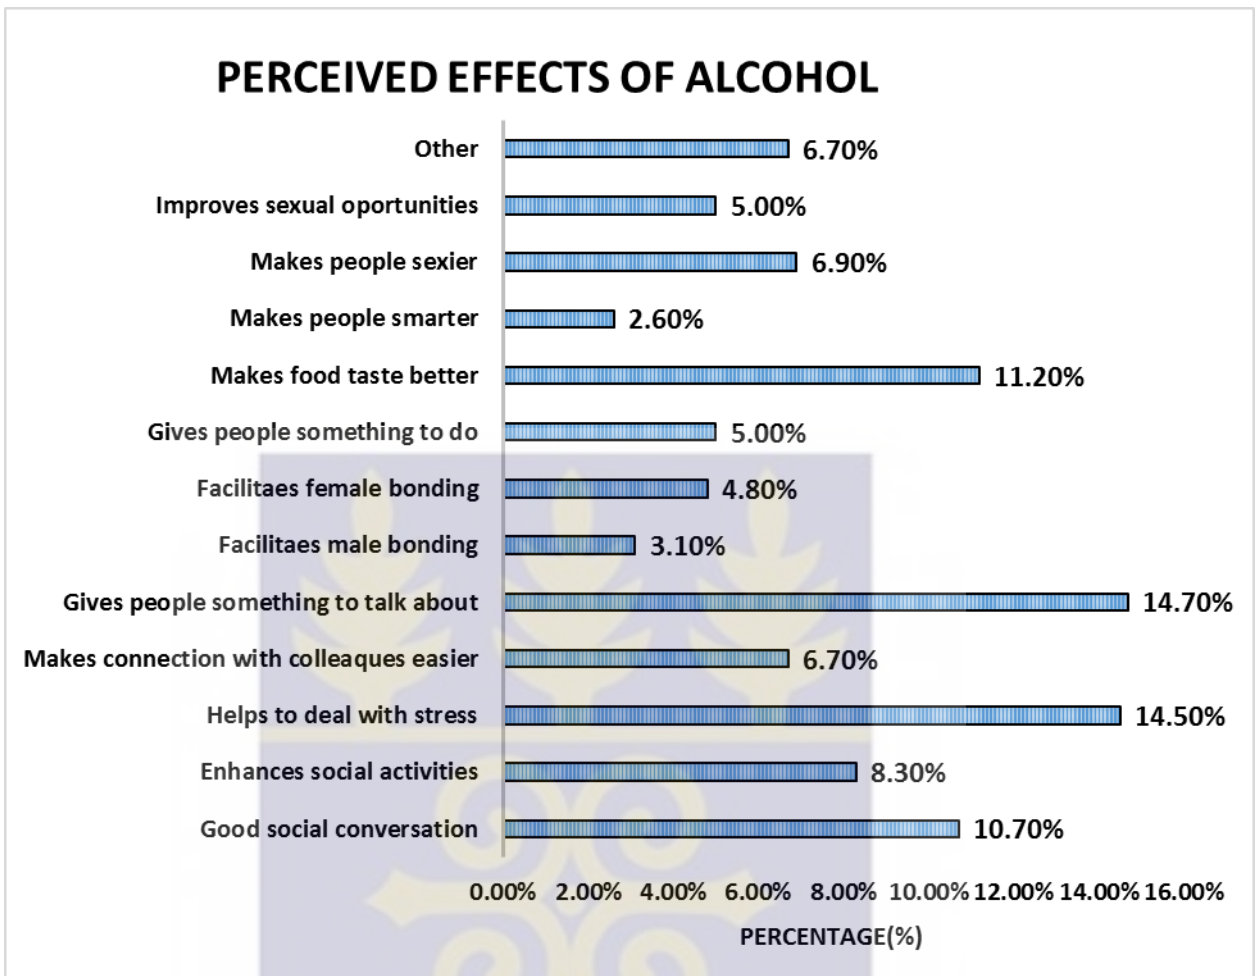 PERCEIVED EFFECTS OF ALCOHOL
Other 6.70%
Improves sexual oportunities 5.00%
Makes people sexier 6.90%
Makes people smarter 2.60%
Makes food taste better 11.20%
Gives people something to do 5.00%
Facilitaes female bonding 4.80%
Facilitaes male bonding 3.10%
Gives people something to talk about 14.70%
Makes connection with colleaques easier 6.70%
Helps to deal with stress 14.50%
Enhances social activities 8.30%
Good social conversation 10.70%
0.00% 2.00% 4.00% 6.00% 8.00% 10.00% 12.00% 14.00% 16.00%
PERCENTAGE(%)